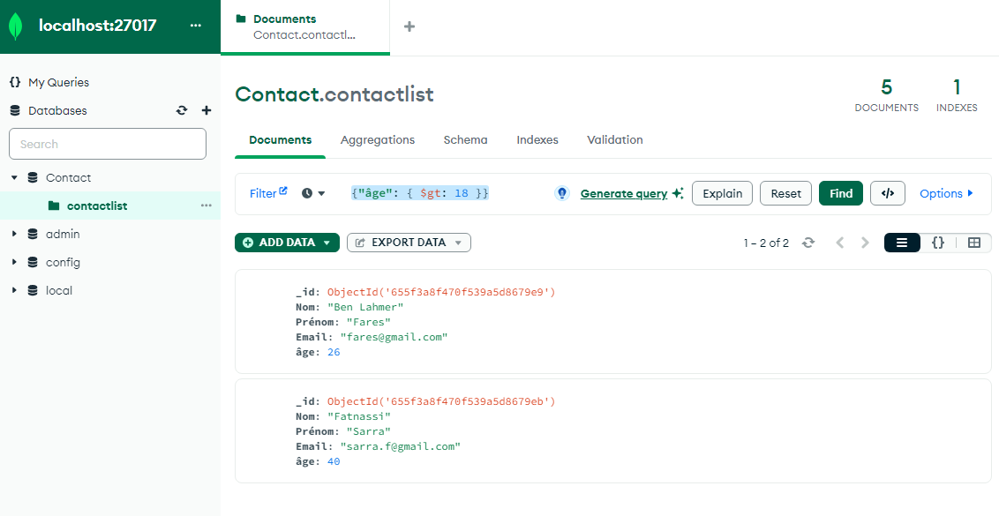 localhost:27017 ...
Documents
Contact.contactl...
My Queries
Databases
Search
Contact
contactlist
admin
config
local
Contact.contactlist
5
DOCUMENTS
1
INDEXES
Documents Aggregations Schema Indexes Validation
Filter {"âge": { $gt: 18 }} Generate query Explain Reset Find </> Options
ADD DATA EXPORT DATA 1 – 2 of 2 {}
_id: ObjectId('655f3a8f470f539a5d8679e9')
Nom: "Ben Lahmer"
Prénom: "Fares"
Email: "fares@gmail.com"
âge: 26
_id: ObjectId('655f3a8f470f539a5d8679eb')
Nom: "Fatnassi"
Prénom: "Sarra"
Email: "sarra.f@gmail.com"
âge: 40